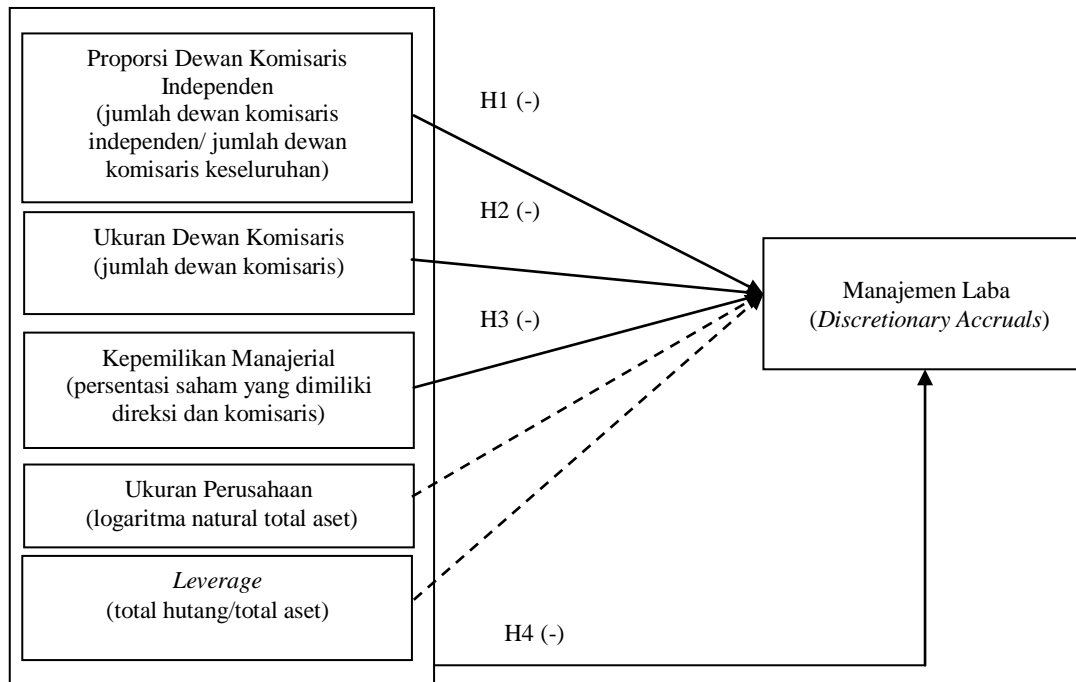 Proporsi Dewan Komisaris
Independen
(jumlah dewan komisaris
independen/ jumlah dewan
komisaris keseluruhan)
H1 (-)
H2 (-)
Ukuran Dewan Komisaris
(jumlah dewan komisaris)
Manajemen Laba
(Discretionary Accruals)
H3 (-)
Kepemilikan Manajerial
(persentasi saham yang dimiliki
direksi dan komisaris)
Ukuran Perusahaan
(logaritma natural total aset)
Leverage
(total hutang/total aset)
H4 (-)